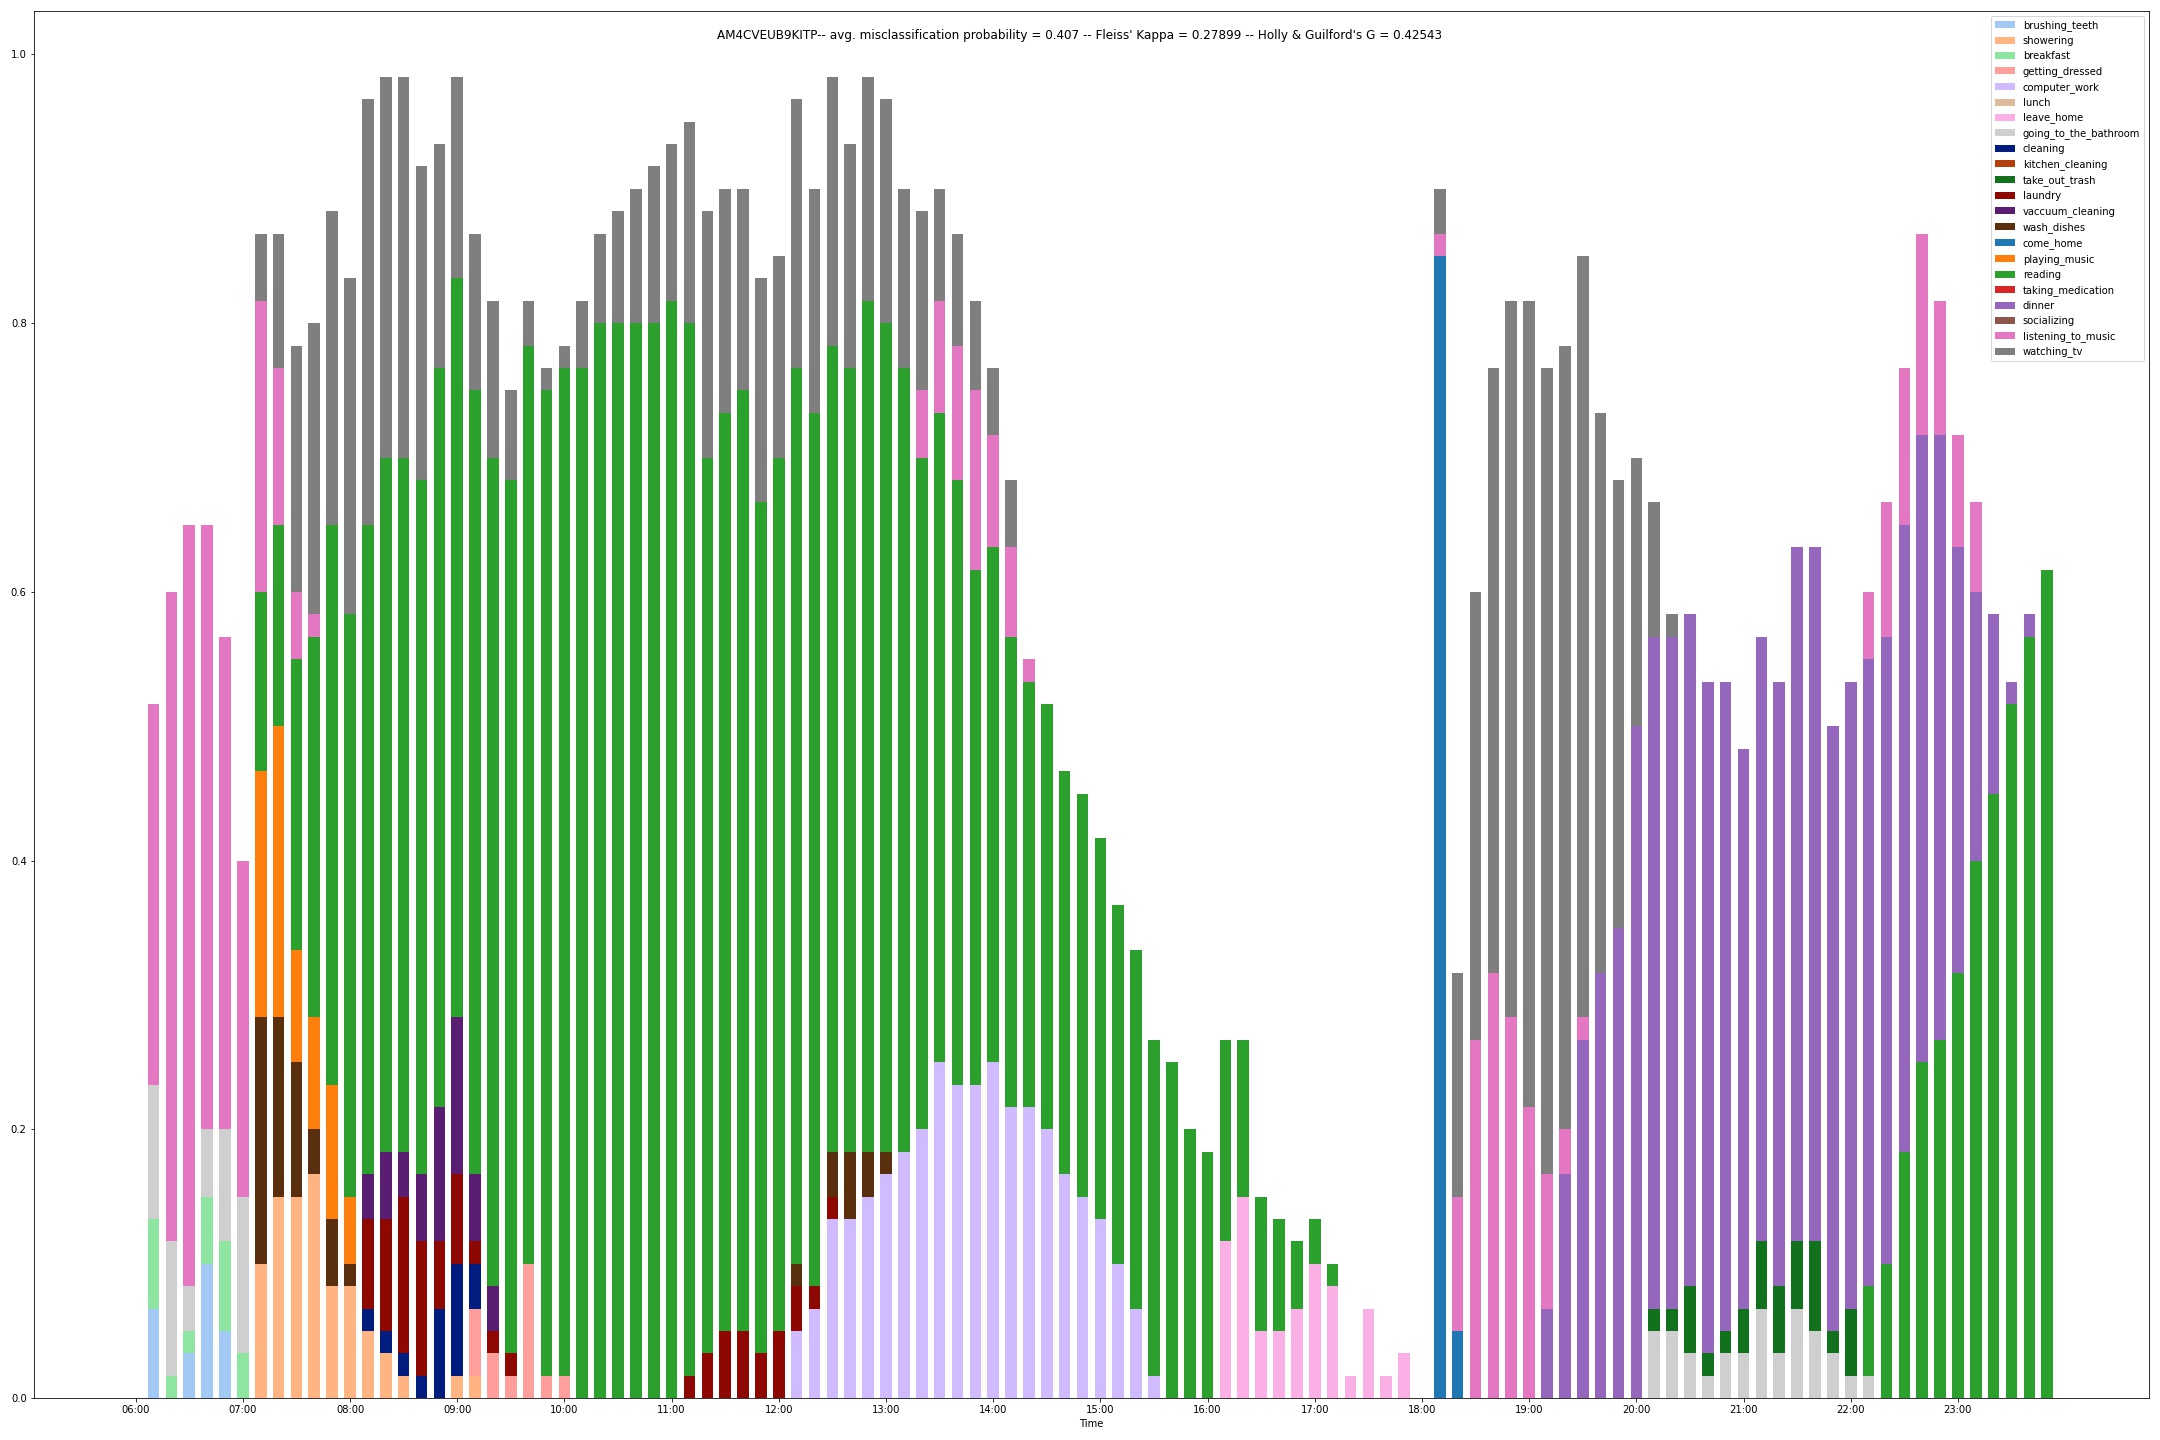 AM4CVEUB9KITP-- avg. misclassification probability = 0.407 -- Fleiss' Kappa = 0.27899 -- Holly & Guilford's G = 0.42543
brushing_teeth
showering
breakfast
getting_dressed
computer_work
lunch
leave_home
going_to_the_bathroom
cleaning
kitchen_cleaning
take_out_trash
laundry
vaccuum_cleaning
wash_dishes
come_home
playing_music
reading
taking_medication
dinner
socializing
listening_to_music
watching_tv
1.0
0.8
0.6
0.4
0.2
0.0
06:00 07:00 08:00 09:00 10:00 11:00 12:00 13:00 14:00 15:00 16:00 17:00 18:00 19:00 20:00 21:00 22:00 23:00
Time